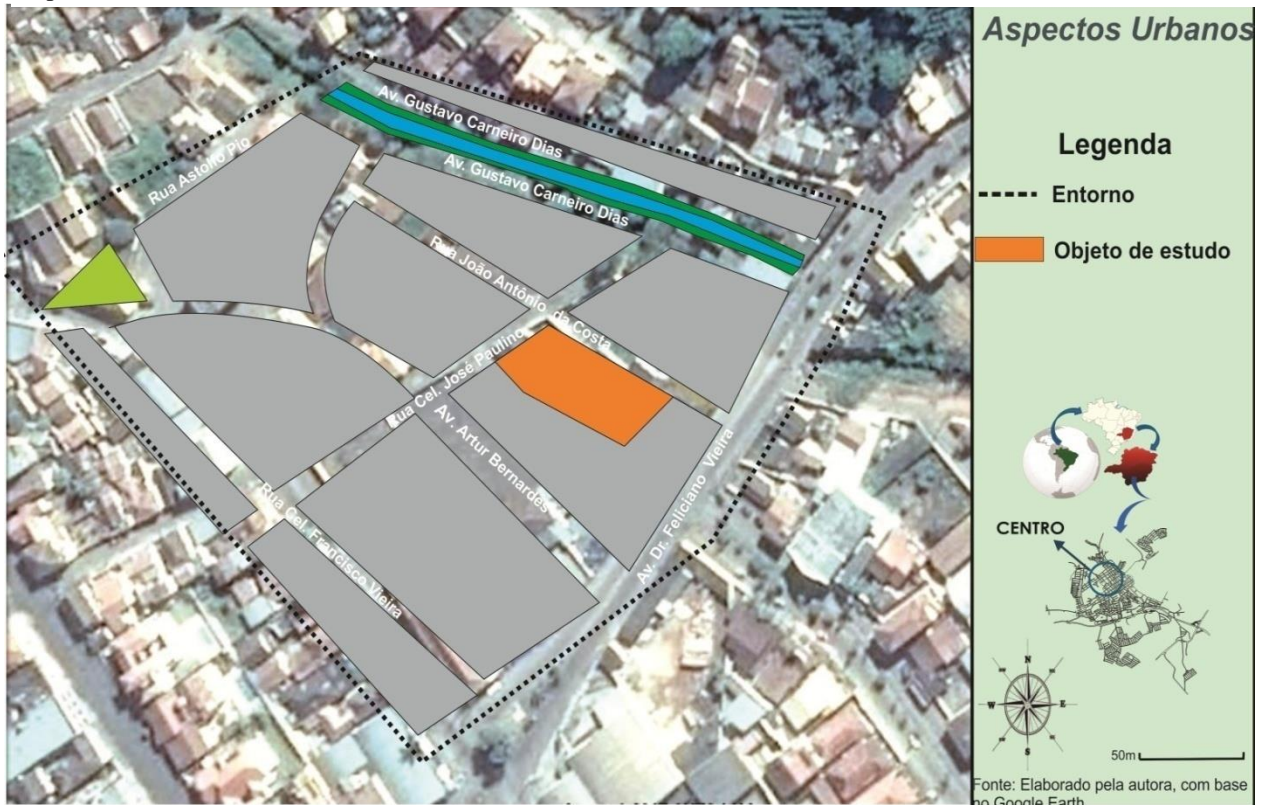 Aspectos Urbanos
Legenda
Entorno
Objeto de estudo
Av. Gustavo Carneiro Dias
Av. Gustavo Carneiro Dias
Rua Astolfo Pio
Rua João Antônio da Costa
Rua Cel. José Paulino
Av. Artur Bernardes
Av. Dr. Feliciano Vieira
Rua Cel. Francisco Vieira
CENTRO
N
W
E
S
50m
Fonte: Elaborado pela autora, com base
no Google Earth